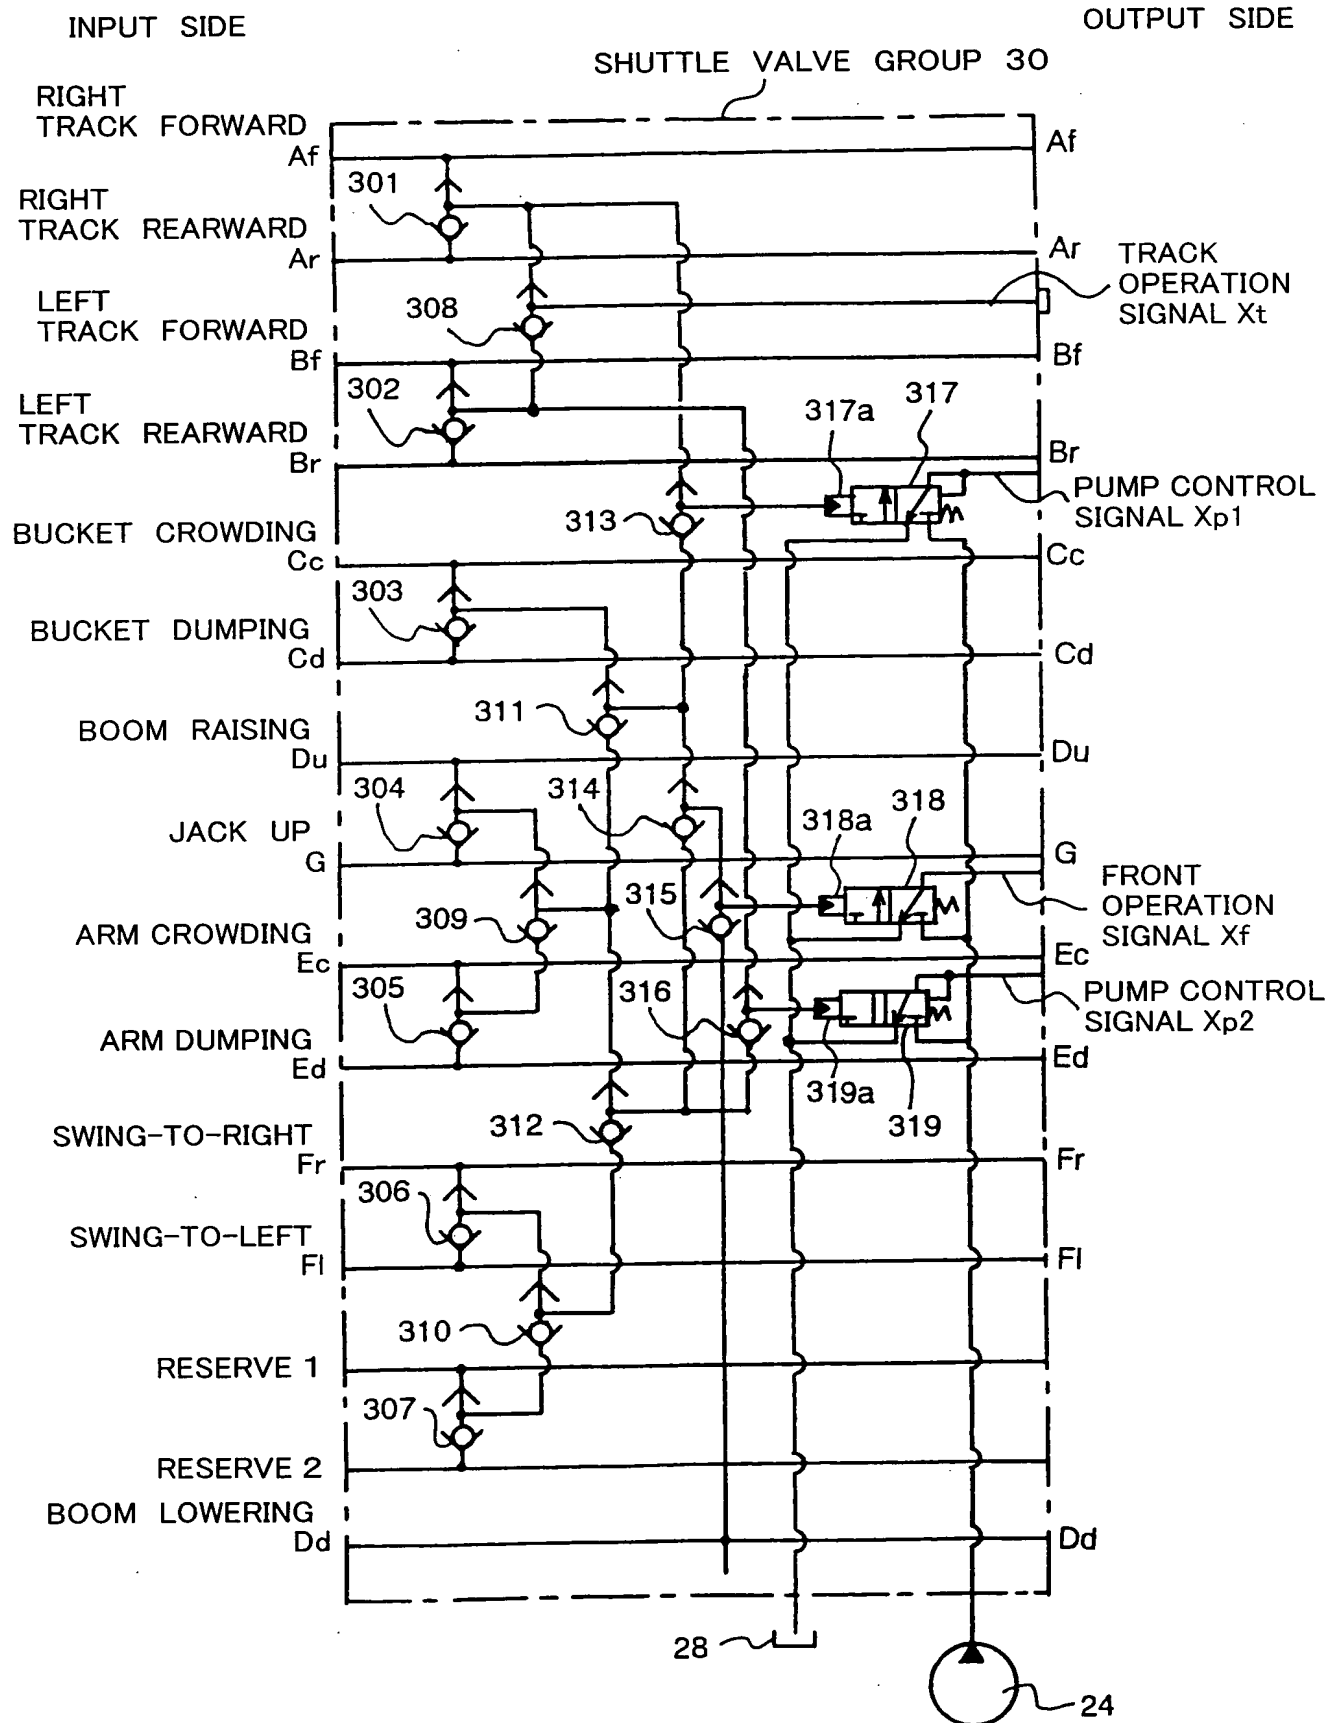 INPUT SIDE
OUTPUT SIDE
SHUTTLE VALVE GROUP 30
RIGHT
TRACK FORWARD
Af
Af
301
RIGHT
TRACK REARWARD
Ar
Ar
TRACK
OPERATION
SIGNAL Xt
308
LEFT
TRACK FORWARD
Bf
Bf
302
LEFT
TRACK REARWARD
Br
Br
317a
317
PUMP CONTROL
SIGNAL Xp1
313
BUCKET CROWDING
Cc
Cc
303
BUCKET DUMPING
Cd
Cd
311
BOOM RAISING
Du
Du
304
314
318a
318
JACK UP
G
G
FRONT
OPERATION
SIGNAL Xf
309
315
ARM CROWDING
Ec
Ec
305
316
PUMP CONTROL
SIGNAL Xp2
ARM DUMPING
Ed
Ed
319a
319
312
SWING-TO-RIGHT
Fr
Fr
306
SWING-TO-LEFT
Fl
Fl
310
RESERVE 1
307
RESERVE 2
BOOM LOWERING
Dd
Dd
28
24